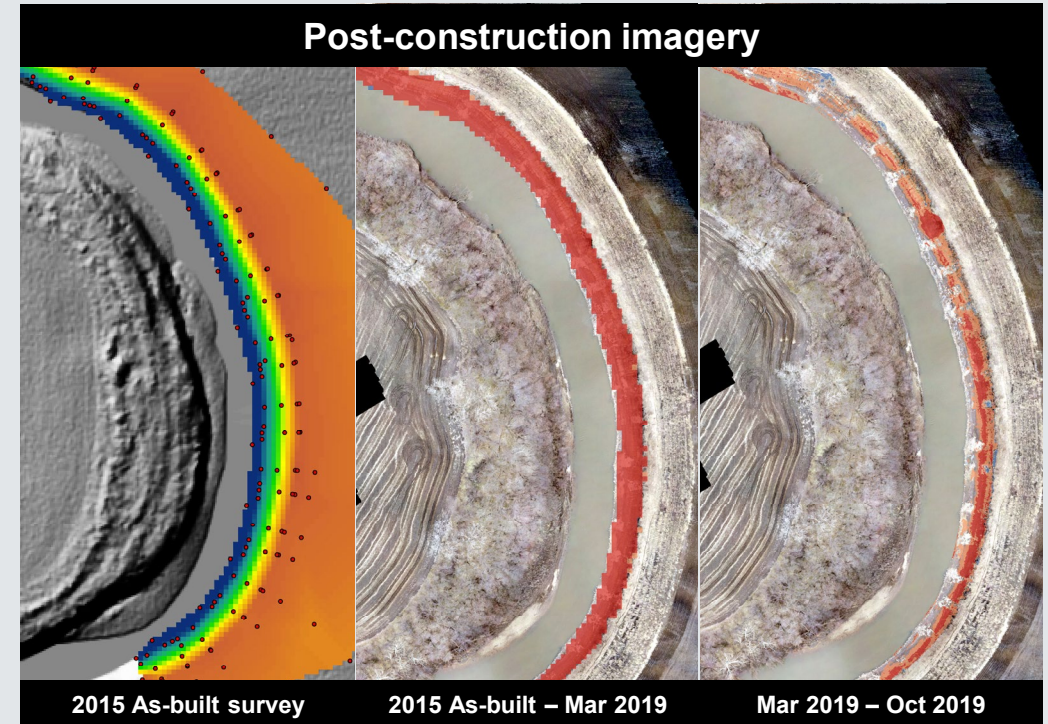 Post-construction imagery
2015 As-built survey
2015 As-built – Mar 2019
Mar 2019 – Oct 2019